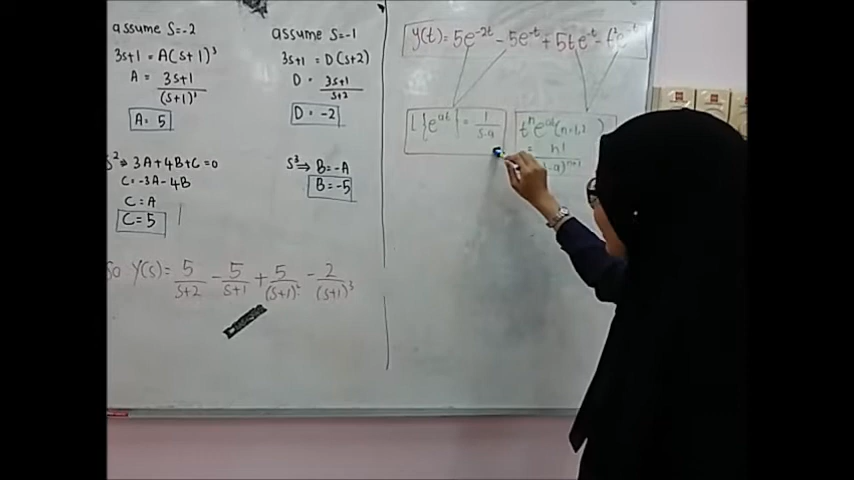 assume S=-2
3s+1 = A(s+1)³
A = 3s+1/(s+1)³
A = 5
s² ⇒ 3A + 4B + C = 0
C = -3A - 4B
C = A
C = 5
assume S=-1
3s+1 = D(s+2)
D = 3s+1/s+2
D = -2
s³ ⇒ B = -A
B = -5
So Y(s) = 5/s+2 - 5/s+1 + 5/(s+1)² - 2/(s+1)³
y(t) = 5e^-2t - 5e^-t + 5te^-t - t²e^-t
L{e^at} = 1/s-a
t^n e^at (n=1,2 )
= n!/(s-a)^n+1